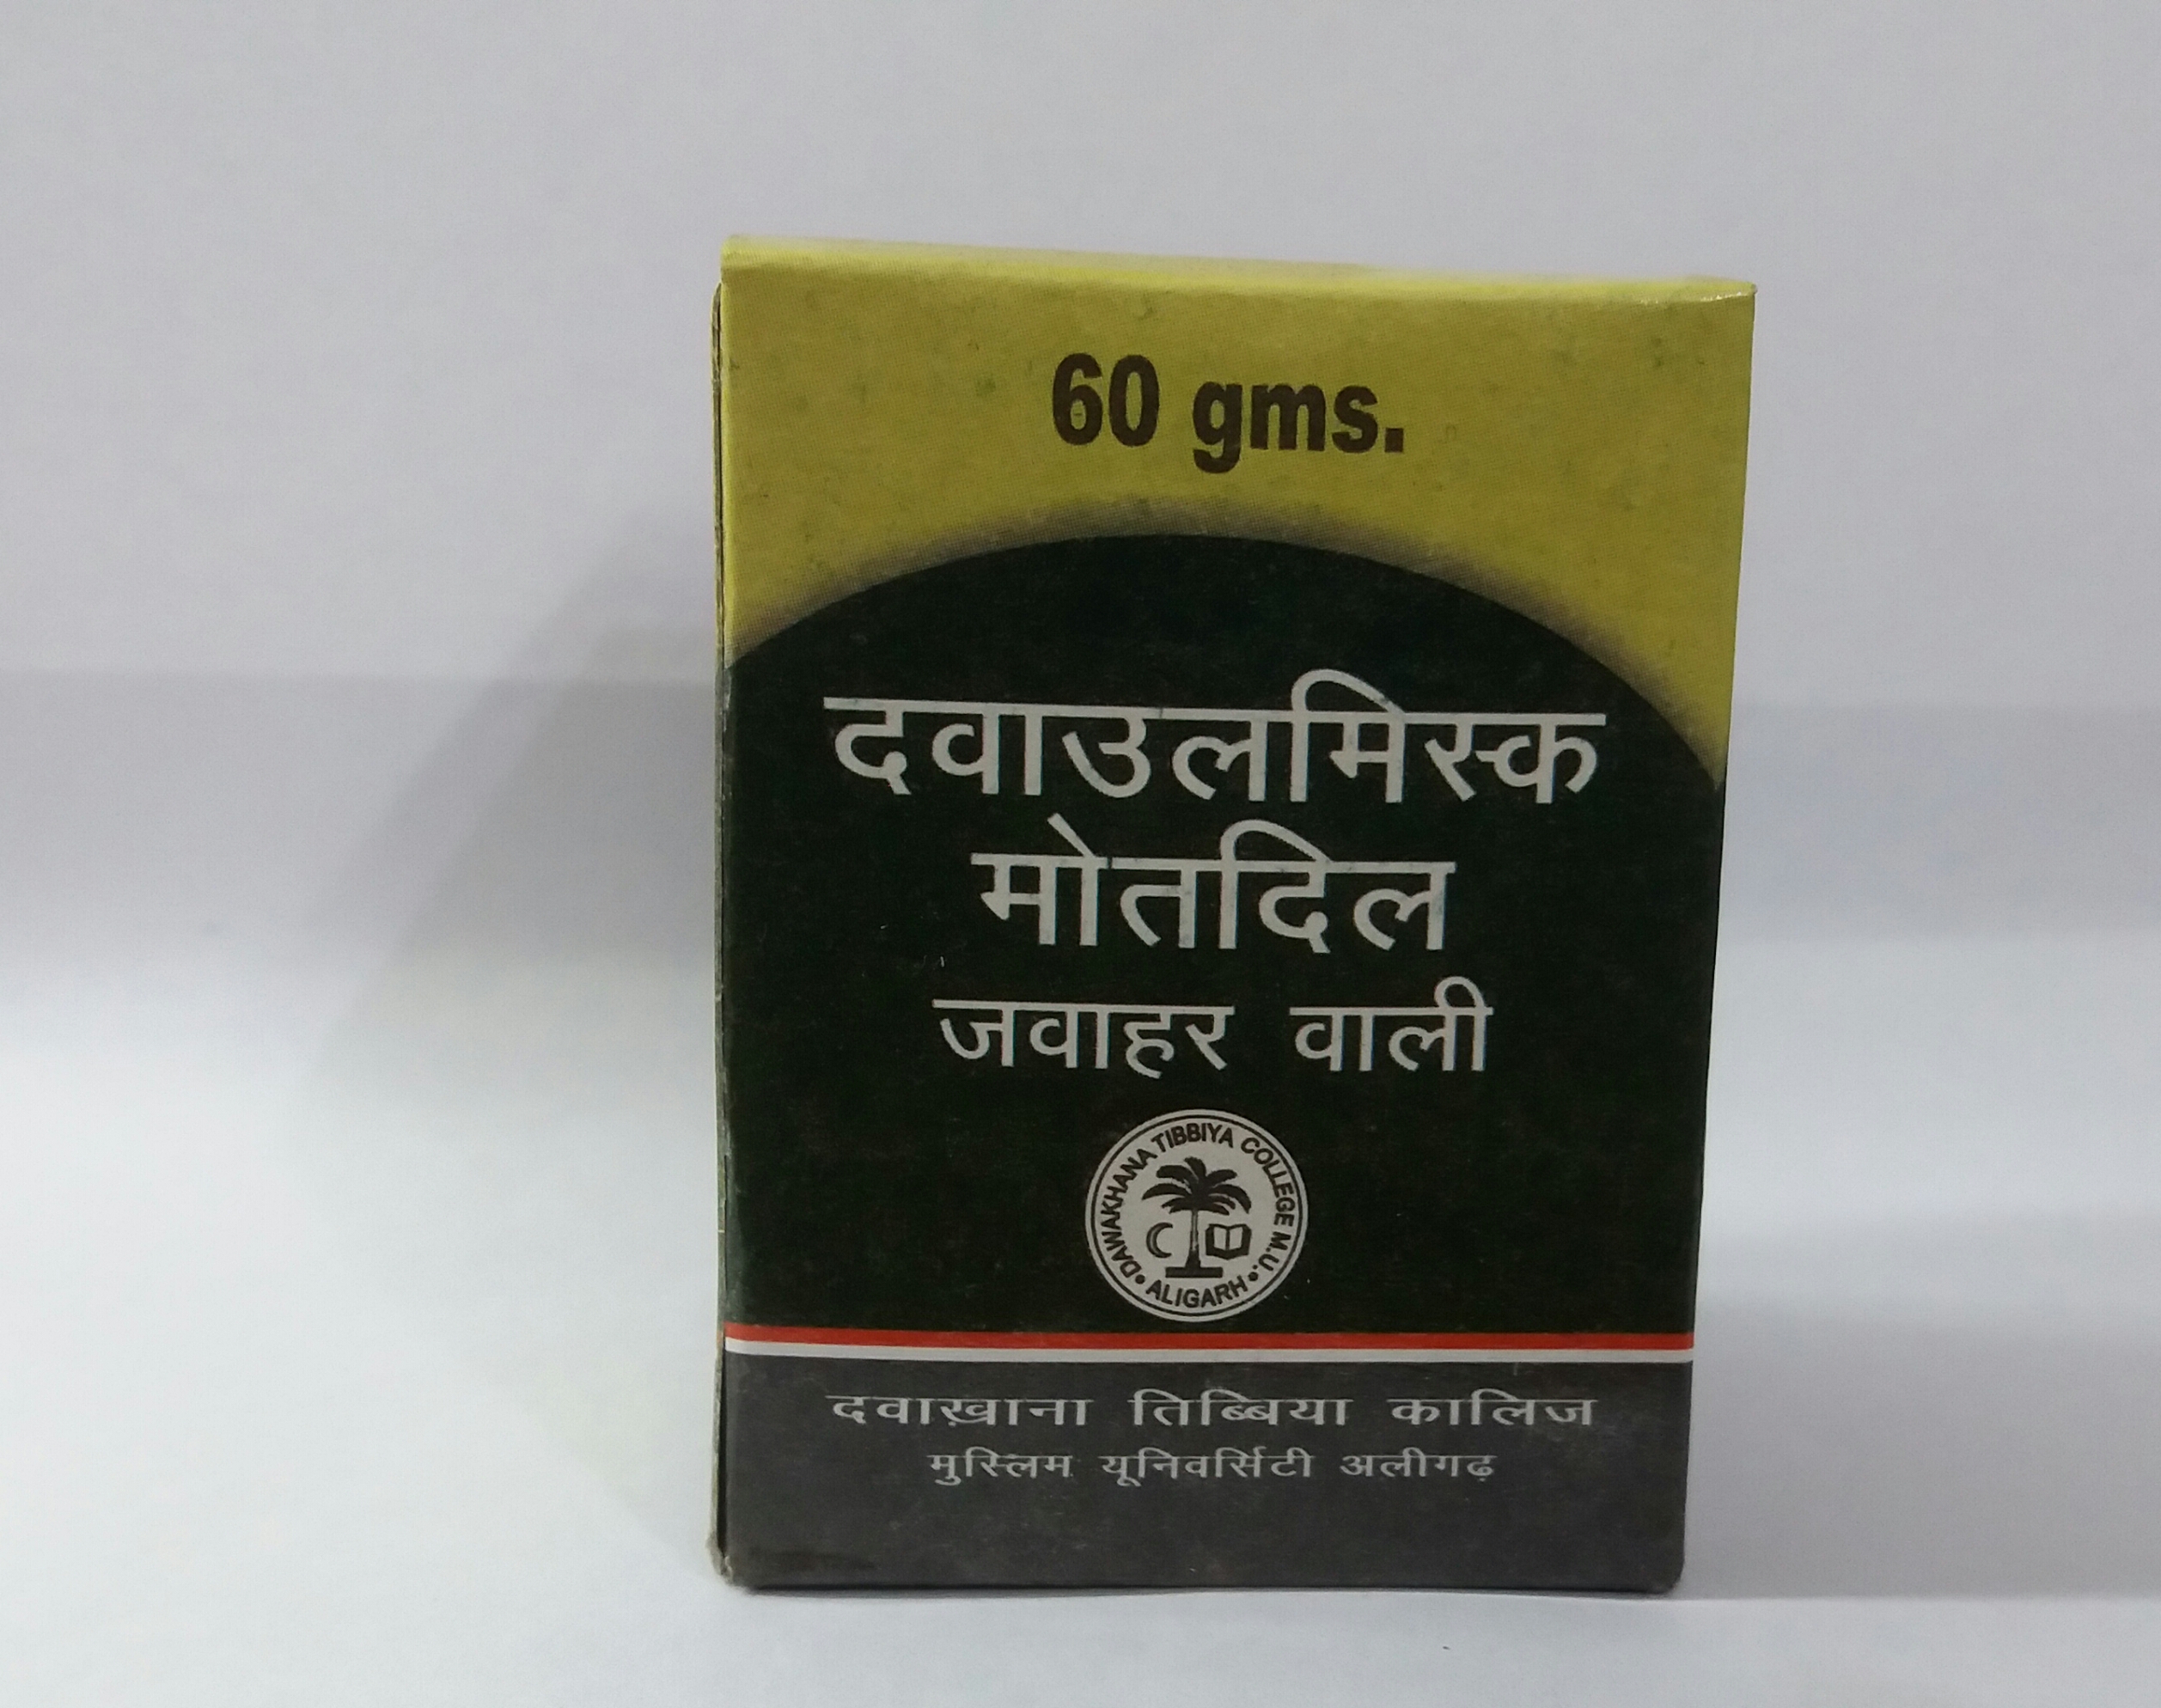 60 gms.
दवाउलमिस्क
मोतदिल
जवाहर वाली
DAWAKHANA TIBBIYA COLLEGE M.U.
ALIGARH
दवाख़ाना तिब्बिया कालिज
मुस्लिम यूनिवर्सिटी अलीगढ़